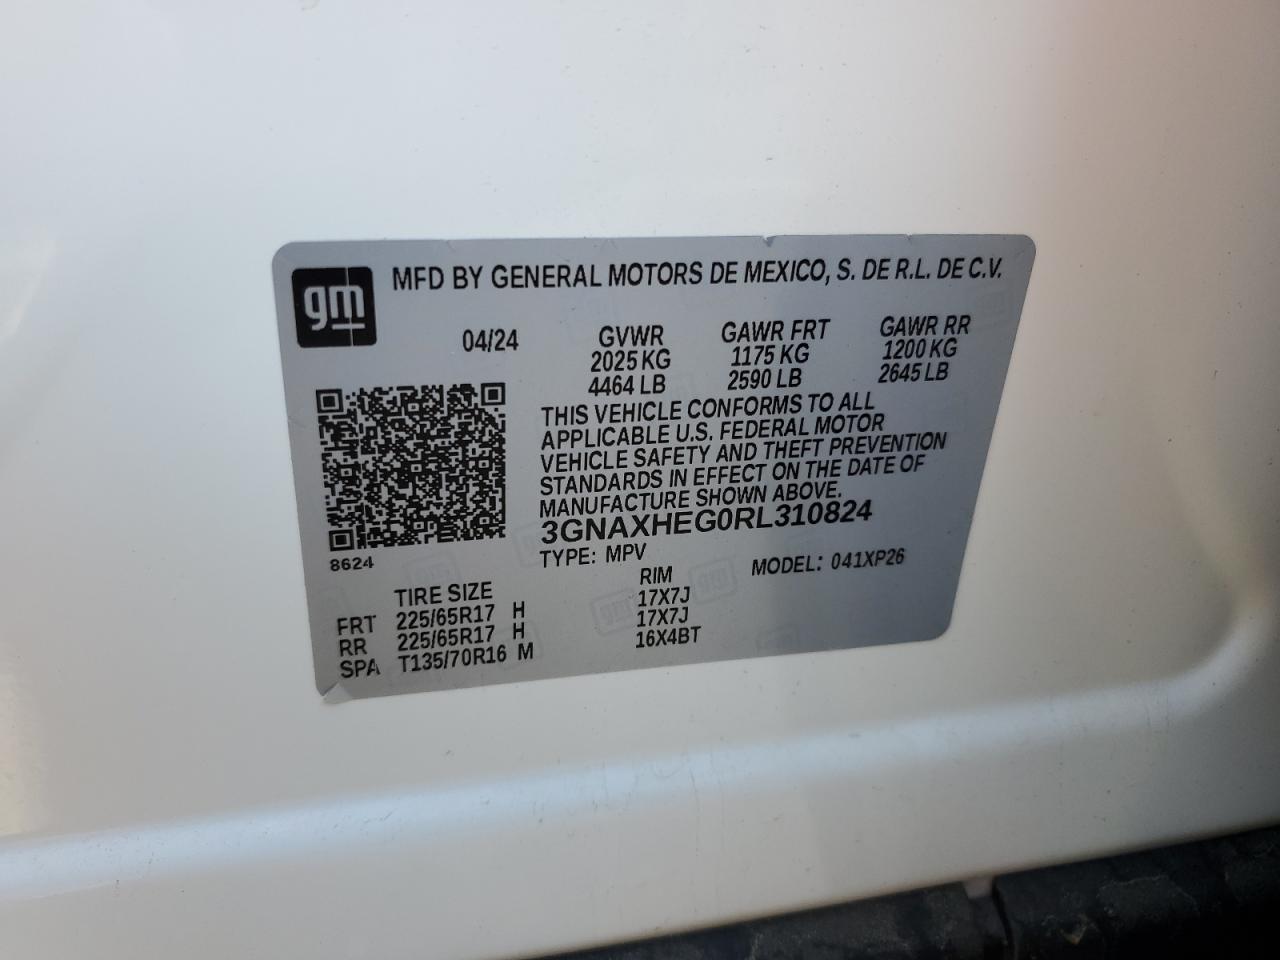 gm
MFD BY GENERAL MOTORS DE MEXICO, S. DE R.L. DE C.V.
04/24 GVWR GAWR FRT GAWR RR
2025 KG 1175 KG 1200 KG
4464 LB 2590 LB 2645 LB
THIS VEHICLE CONFORMS TO ALL
APPLICABLE U.S. FEDERAL MOTOR
VEHICLE SAFETY AND THEFT PREVENTION
STANDARDS IN EFFECT ON THE DATE OF
MANUFACTURE SHOWN ABOVE.
3GNAXHEG0RL310824
8624 TYPE: MPV MODEL: 041XP26
TIRE SIZE RIM
FRT 225/65R17 H 17X7J
RR 225/65R17 H 17X7J
SPA T135/70R16 M 16X4BT